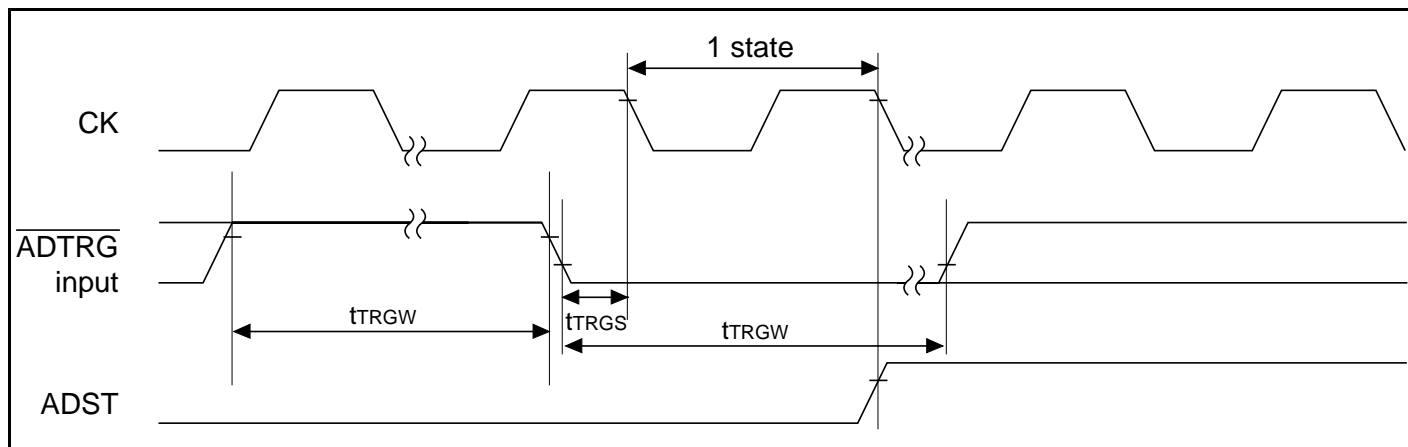 1 state
CK
ADTRG
input
tTRGW
tTRGS
tTRGW
ADST